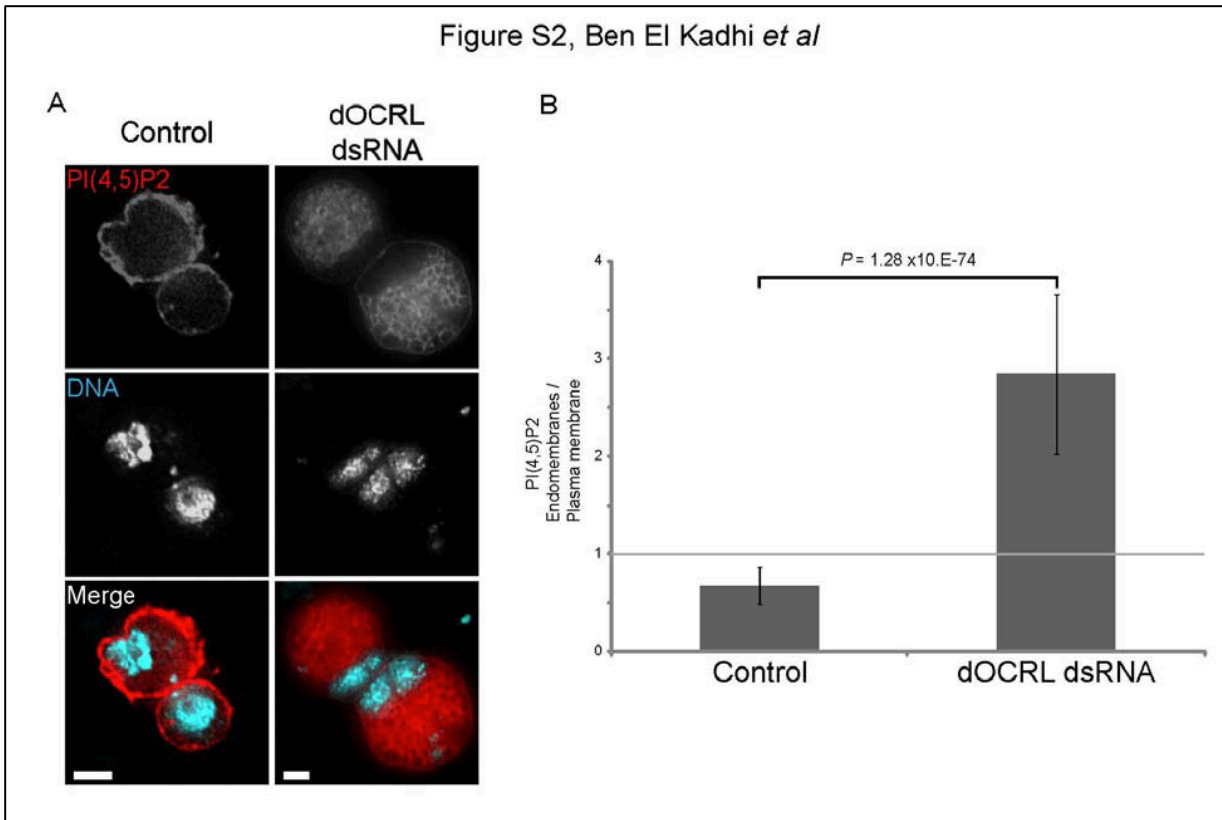 Figure S2, Ben El Kadhi et al
A
Control
dOCRL
dsRNA
PI(4,5)P2
DNA
Merge
B
P = 1.28 x10.E-74
PI(4,5)P2
Endomembranes /
Plasma membrane
4
3
2
1
0
Control
dOCRL dsRNA